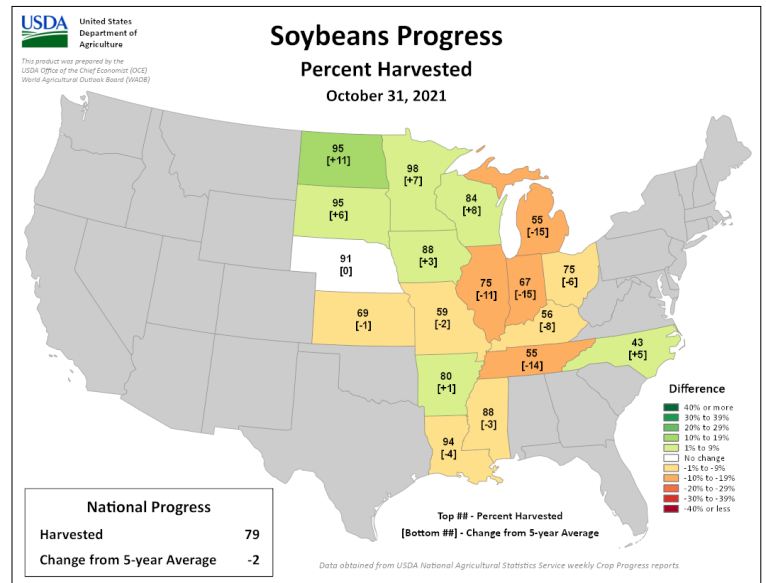 USDA
United States
Department of
Agriculture
This product was prepared by the
USDA Office of the Chief Economist (OCE)
World Agricultural Outlook Board (WAOB)
Soybeans Progress
Percent Harvested
October 31, 2021
95
[+11]
98
[+7]
95
[+6]
84
[+8]
55
[-15]
91
[0]
88
[+3]
75
[-11]
67
[-15]
75
[-6]
69
[-1]
59
[-2]
56
[-8]
55
[-14]
43
[+5]
80
[+1]
88
[-3]
94
[-4]
Difference
40% or more
30% to 39%
20% to 29%
10% to 19%
1% to 9%
No change
-1% to -9%
-10% to -19%
-20% to -29%
-30% to -39%
-40% or less
National Progress
Harvested 79
Change from 5-year Average -2
Top ## - Percent Harvested
[Bottom ##] - Change from 5-year Average
Data obtained from USDA National Agricultural Statistics Service weekly Crop Progress reports.